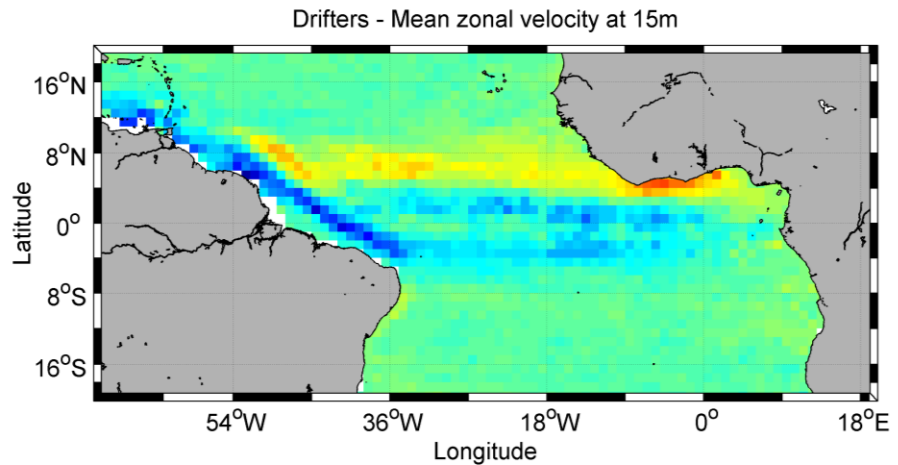 Drifters - Mean zonal velocity at 15m
16°N
8°N
0°
8°S
16°S
Latitude
54°W 36°W 18°W 0° 18°E
Longitude